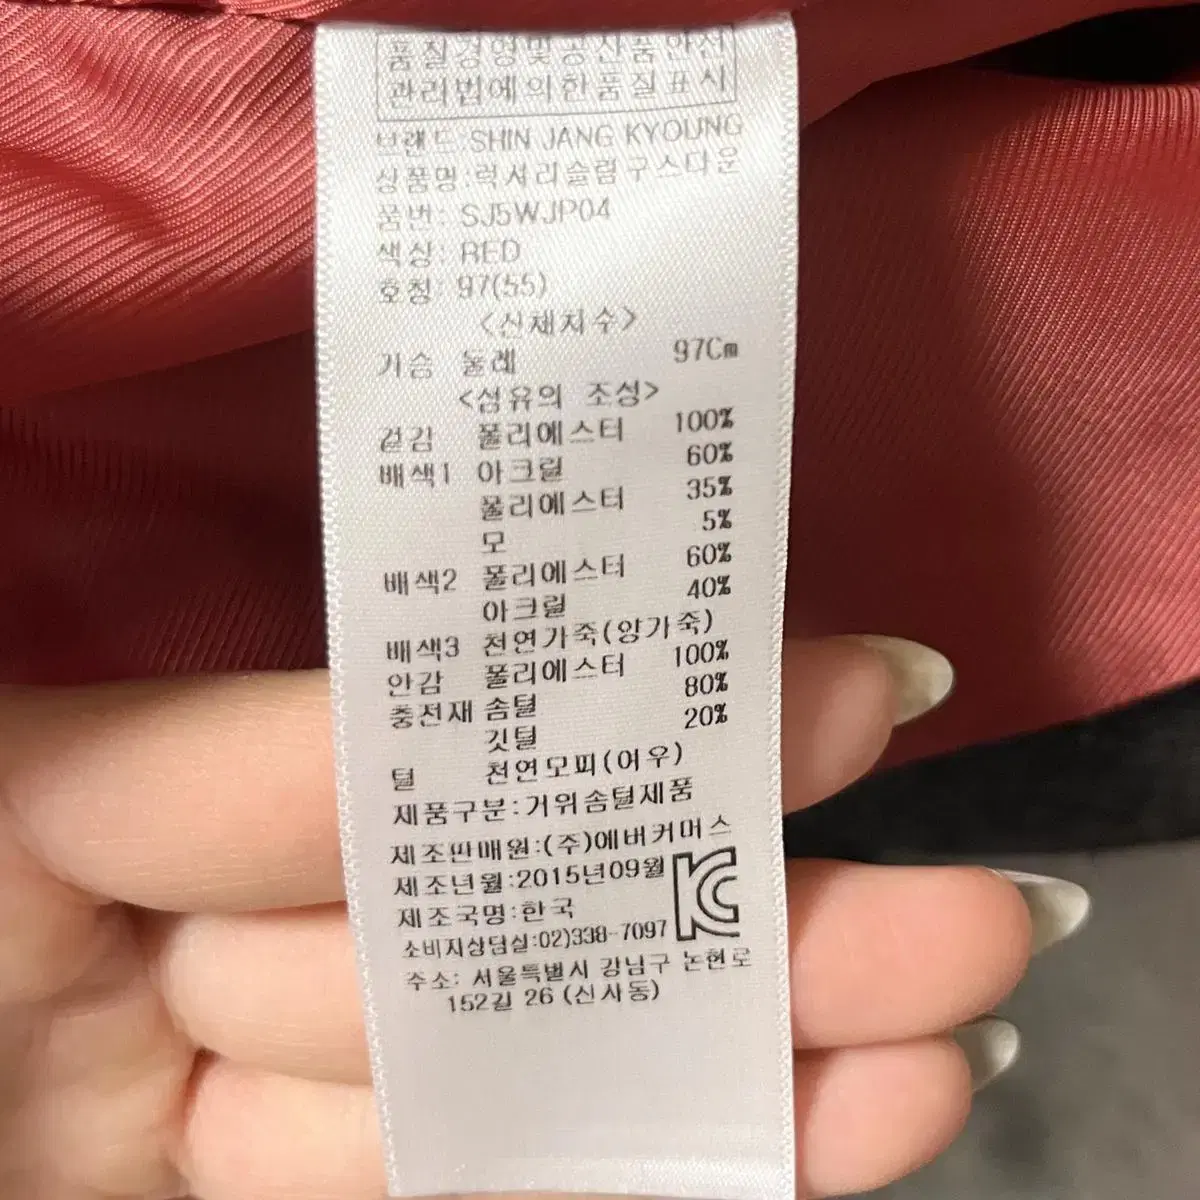 품질경영및공산품안전
관리법에의한품질표시
브랜드:SHIN JANG KYOUNG
상품명:럭셔리슬림구스다운
품번: SJ5WJP04
색상: RED
호칭: 97(55)
<신체치수>
가슴 둘레 97Cm
<섬유의 조성>
겉감 폴리에스터 100%
배색1 아크릴 60%
폴리에스터 35%
모 5%
배색2 폴리에스터 60%
아크릴 40%
배색3 천연가죽(양가죽)
안감 폴리에스터 100%
충전재 솜털 80%
깃털 20%
털 천연모피(여우)
제품구분:거위솜털제품
제조판매원:(주)에버커머스
제조년월:2015년09월
제조국명:한국
소비자상담실:02)338-7097
주소: 서울특별시 강남구 논현로
152길 26 (신사동)